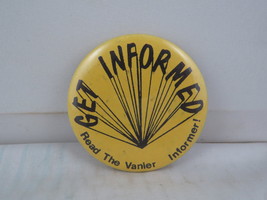 GET INFORMED
Read The Vanier Informer!